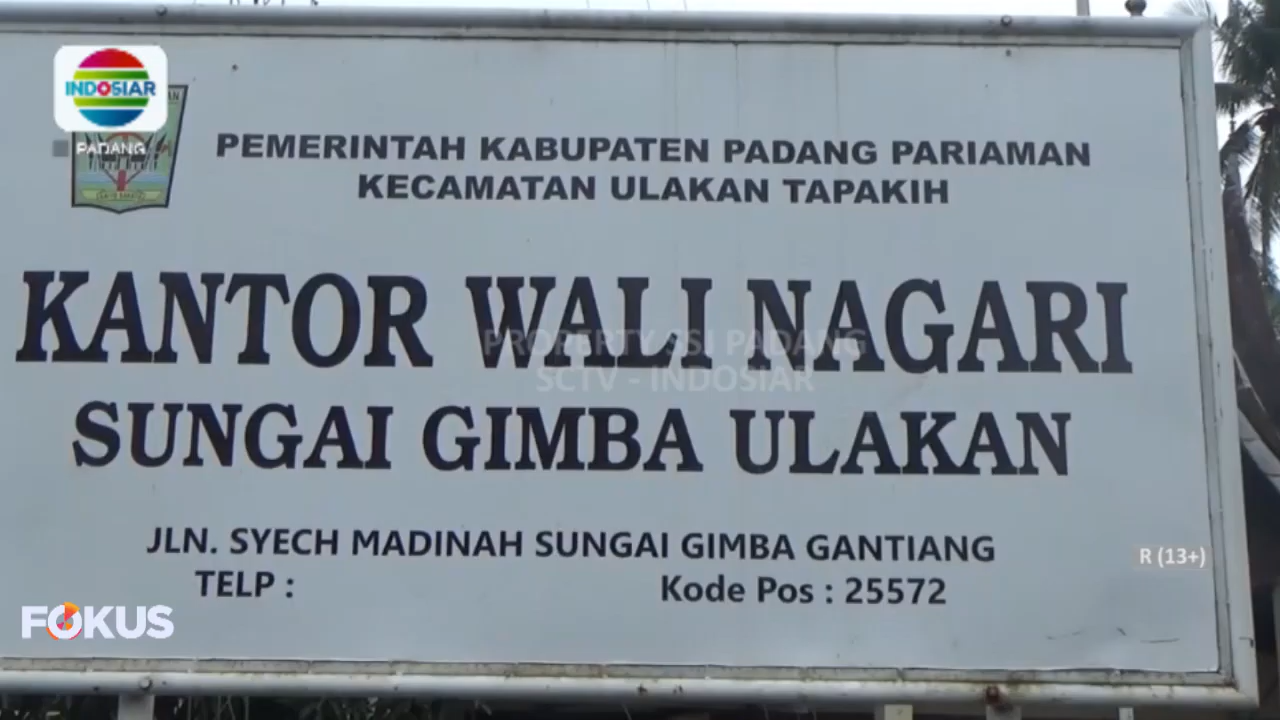 INDOSIAR
PADANG
PEMERINTAH KABUPATEN PADANG PARIAMAN
KECAMATAN ULAKAN TAPAKIH
KANTOR WALI NAGARI
PROPERTY SSI PADANG
SCTV - INDOSIAR
SUNGAI GIMBA ULAKAN
JLN. SYECH MADINAH SUNGAI GIMBA GANTIANG
R (13+)
TELP :
Kode Pos : 25572
FOKUS